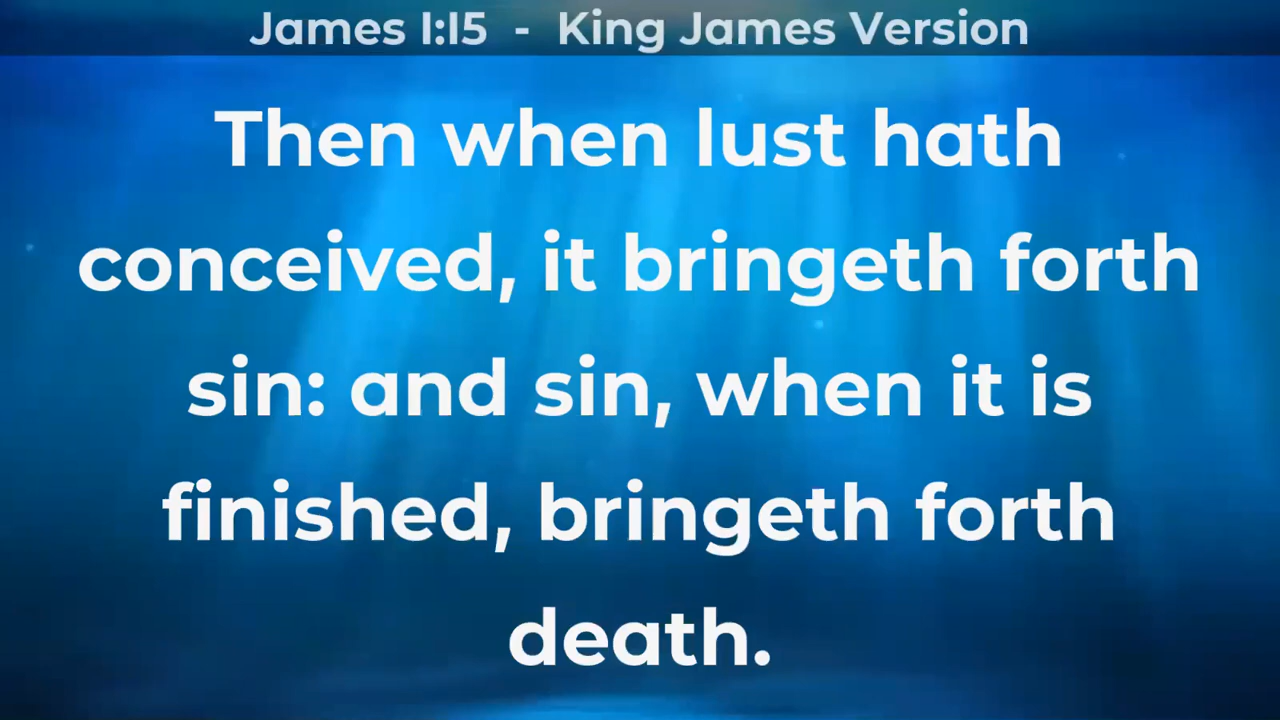 James 1:15 - King James Version
Then when lust hath
conceived, it bringeth forth
sin: and sin, when it is
finished, bringeth forth
death.